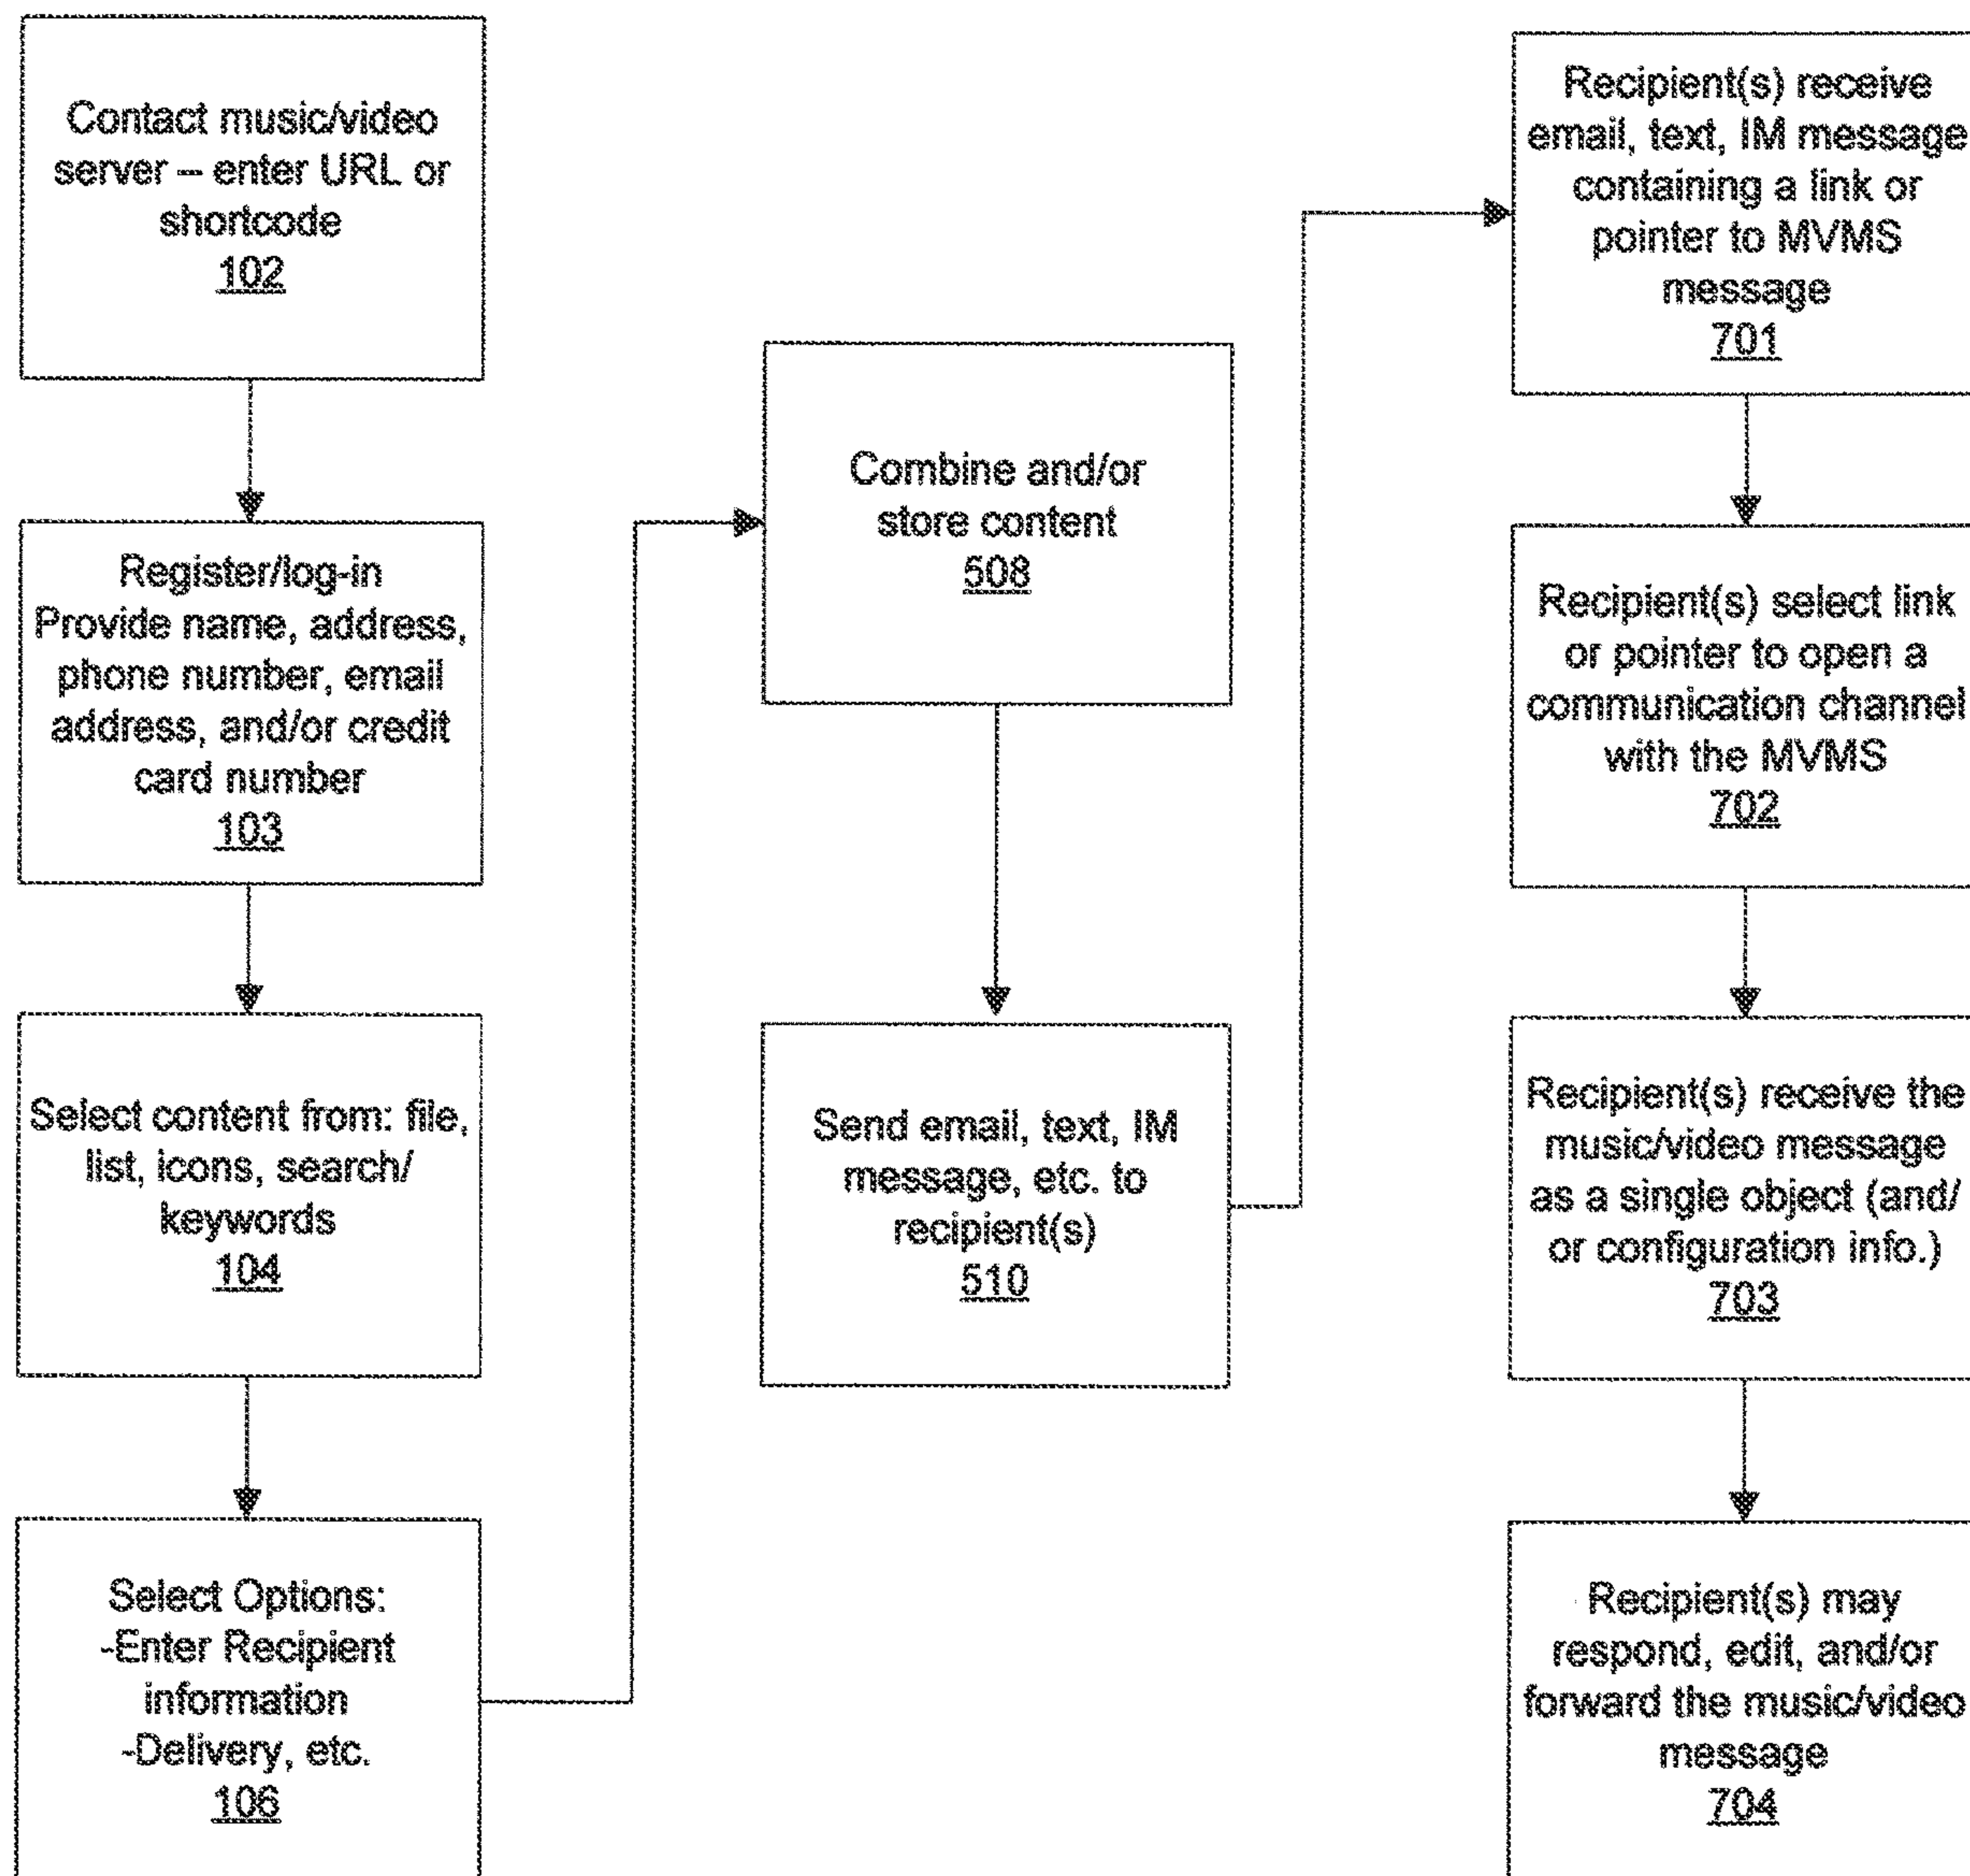 Contact music/video
server – enter URL or
shortcode
102
Register/log-in
Provide name, address,
phone number, email
address, and/or credit
card number
103
Select content from: file,
list, icons, search/
keywords
104
Select Options:
-Enter Recipient
information
-Delivery, etc.
106
Combine and/or
store content
508
Send email, text, IM
message, etc. to
recipient(s)
510
Recipient(s) receive
email, text, IM message
containing a link or
pointer to MVMS
message
701
Recipient(s) select link
or pointer to open a
communication channel
with the MVMS
702
Recipient(s) receive the
music/video message
as a single object (and/
or configuration info.)
703
Recipient(s) may
respond, edit, and/or
forward the music/video
message
704